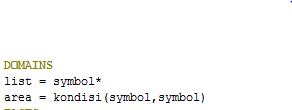 DOMAINS
list = symbol*
area = kondisi(symbol,symbol)